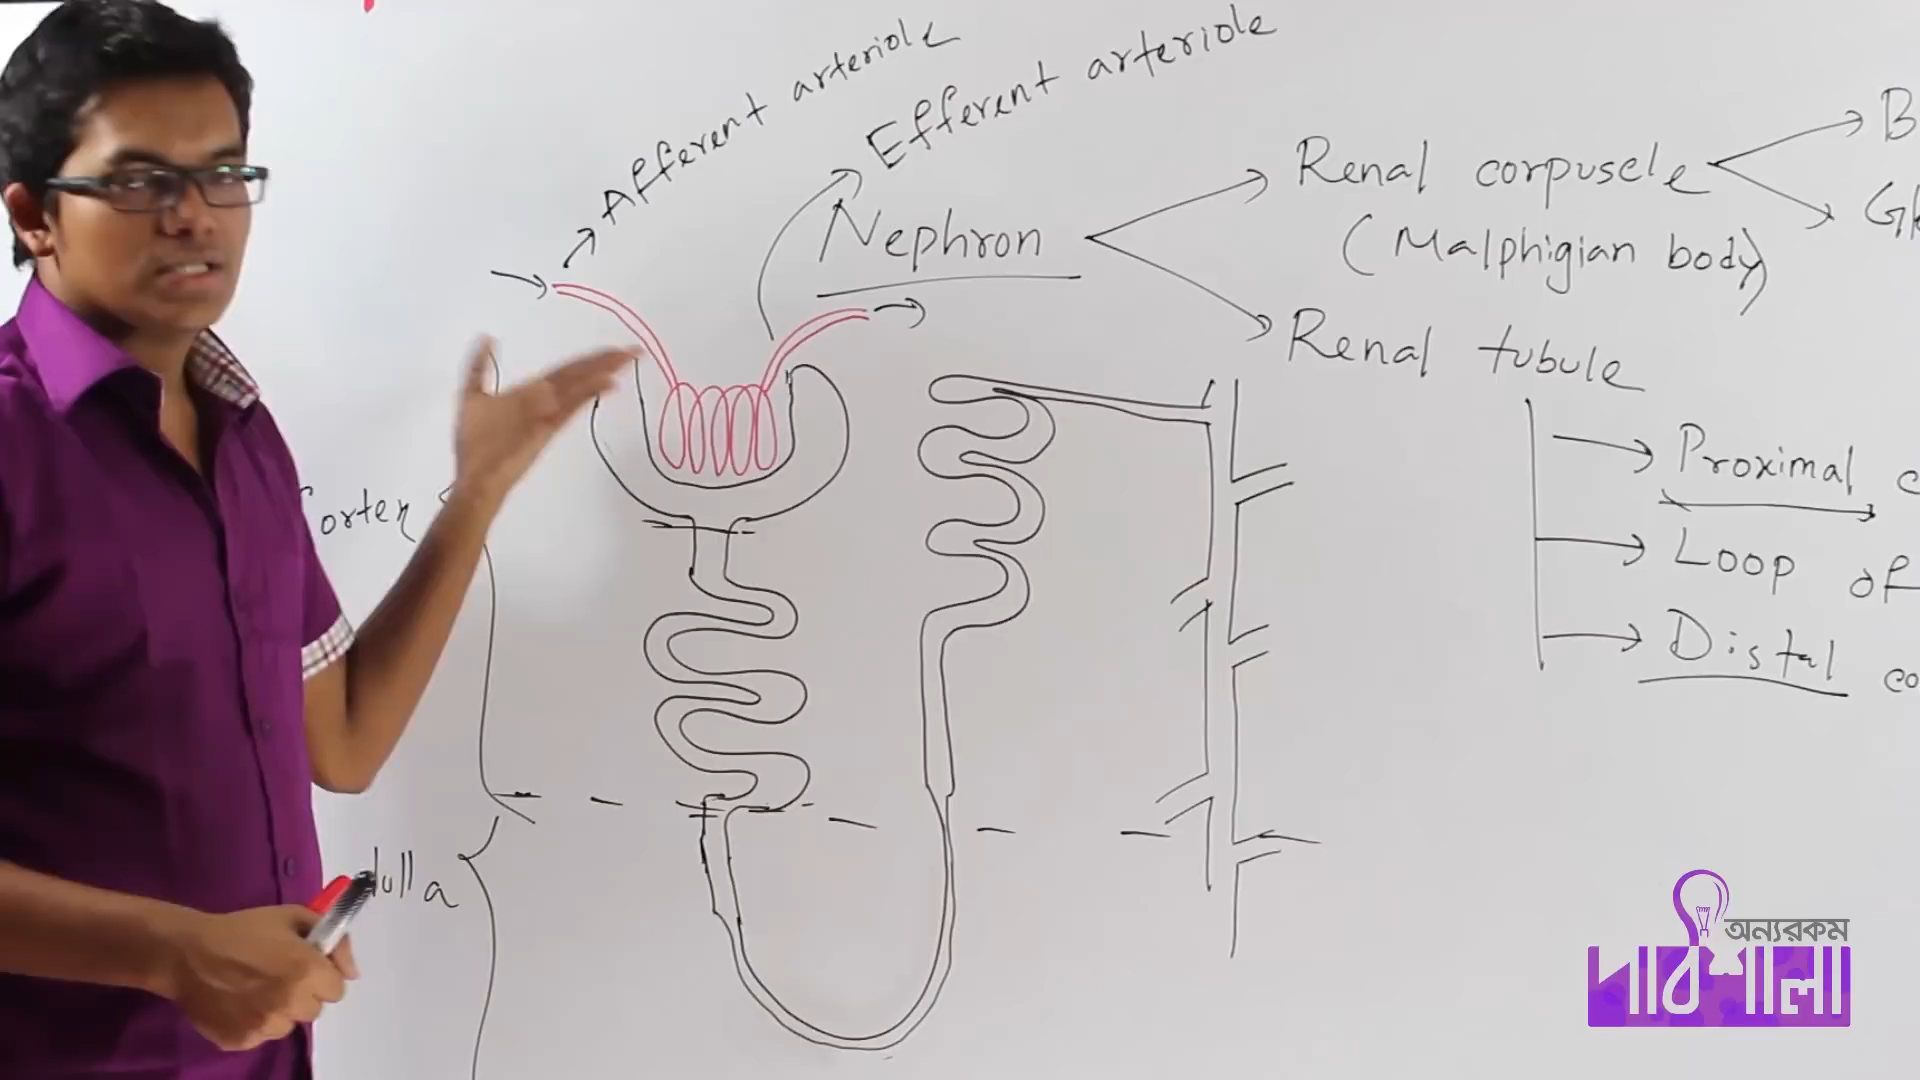 Afferent arteriole
Efferent arteriole
Nephron
Renal corpuscle
(Malphigian body)
Renal tubule
Proximal
Loop of
Distal
Cortex
অন্যরকম
পাঠশালা